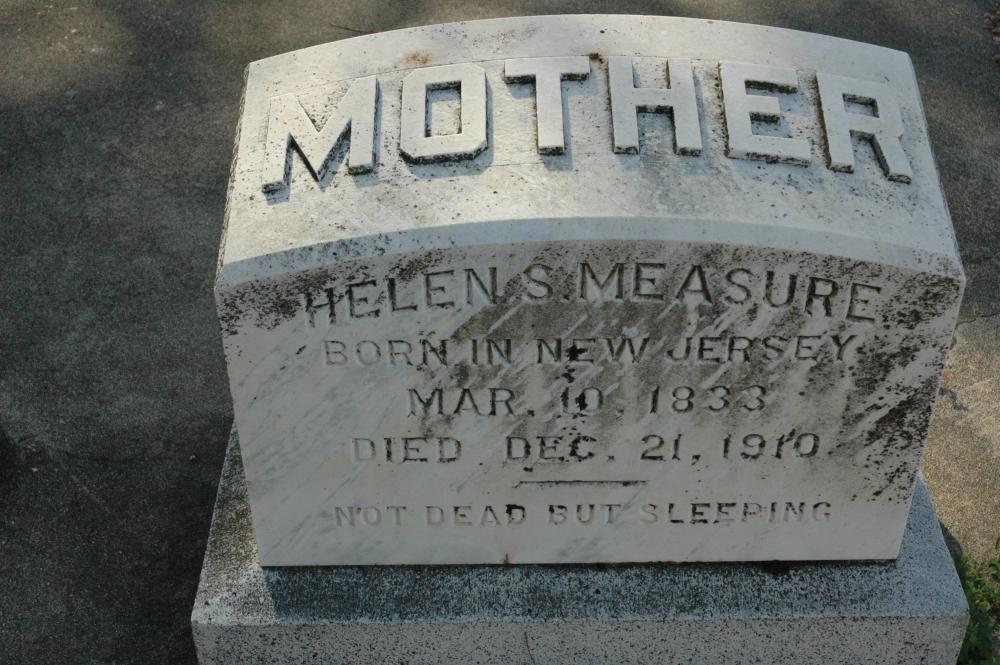 MOTHER
HELEN S. MEASURE
BORN IN NEW JERSEY
MAR. 10, 1833
DIED DEC. 21, 1910
NOT DEAD BUT SLEEPING